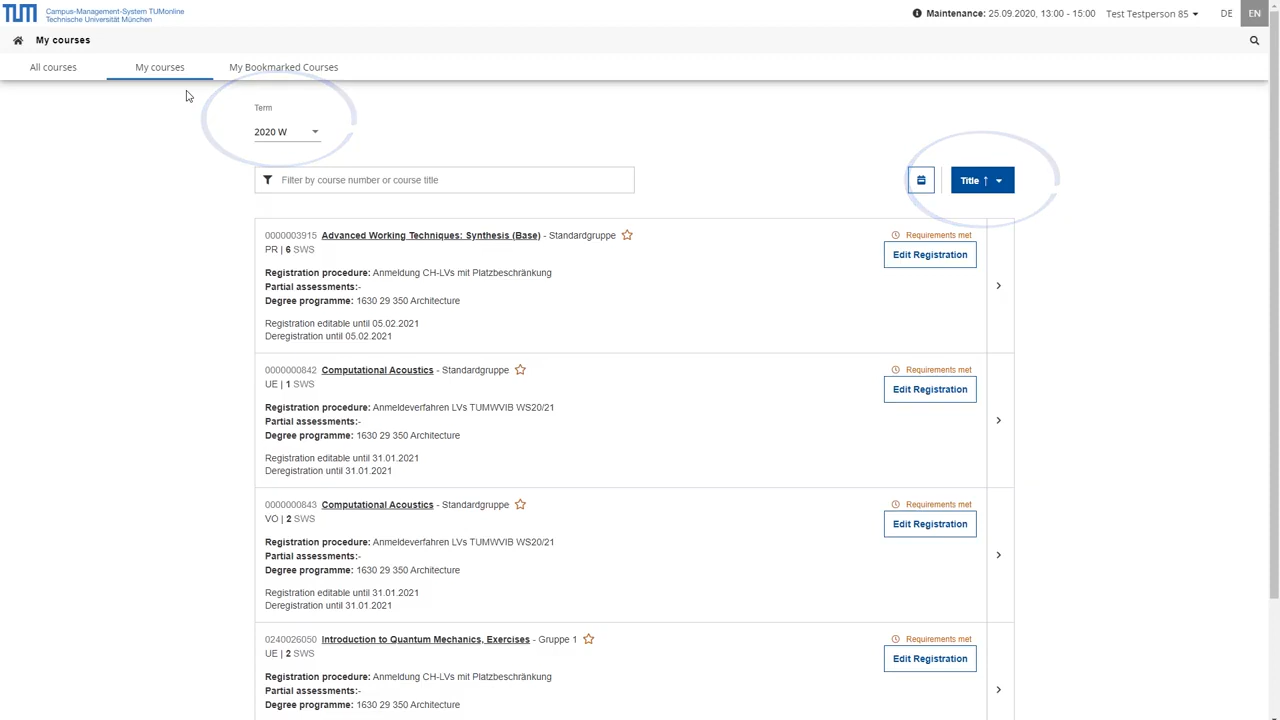 TUM
Campus-Management-System TUMonline
Technische Universität München
Maintenance: 25.09.2020, 13:00 - 15:00
Test Testperson 85
DE
EN
My courses
All courses
My courses
My Bookmarked Courses
Term
2020 W
Filter by course number or course title
Title ↑
0000003915 Advanced Working Techniques: Synthesis (Base) - Standardgruppe
Requirements met
PR | 6 SWS
Edit Registration
Registration procedure: Anmeldung CH-LVs mit Platzbeschränkung
Partial assessments:-
Degree programme: 1630 29 350 Architecture
Registration editable until 05.02.2021
Deregistration until 05.02.2021
0000000842 Computational Acoustics - Standardgruppe
Requirements met
UE | 1 SWS
Edit Registration
Registration procedure: Anmeldeverfahren LVs TUMWVIB WS20/21
Partial assessments:-
Degree programme: 1630 29 350 Architecture
Registration editable until 31.01.2021
Deregistration until 31.01.2021
0000000843 Computational Acoustics - Standardgruppe
Requirements met
VO | 2 SWS
Edit Registration
Registration procedure: Anmeldeverfahren LVs TUMWVIB WS20/21
Partial assessments:-
Degree programme: 1630 29 350 Architecture
Registration editable until 31.01.2021
Deregistration until 31.01.2021
0240026050 Introduction to Quantum Mechanics, Exercises - Gruppe 1
Requirements met
UE | 2 SWS
Edit Registration
Registration procedure: Anmeldung CH-LVs mit Platzbeschränkung
Partial assessments:-
Degree programme: 1630 29 350 Architecture